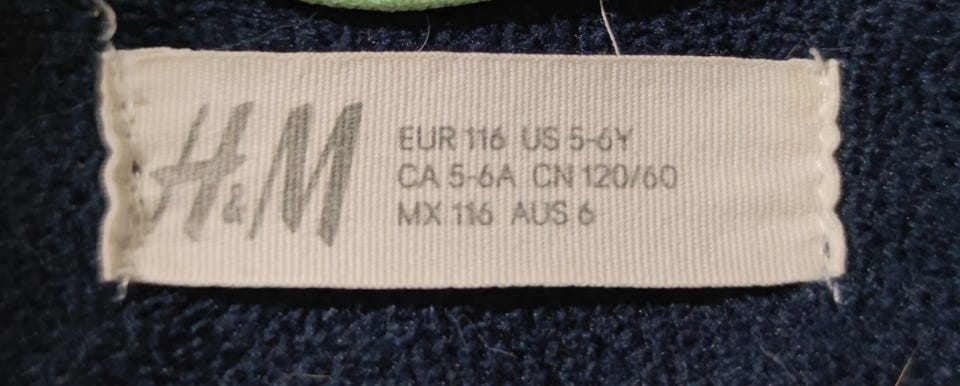 H&M
EUR 116 US 5-6Y
CA 5-6A CN 120/60
MX 116 AUS 6